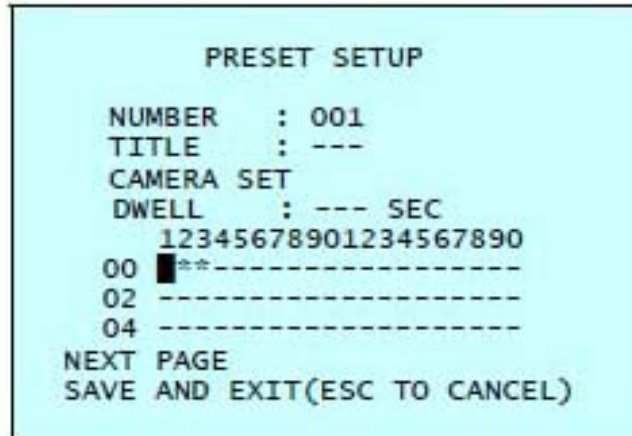 PRESET SETUP
NUMBER : 001
TITLE : ---
CAMERA SET
DWELL : --- SEC
12345678901234567890
00 █**-----------------
02 --------------------
04 --------------------
NEXT PAGE
SAVE AND EXIT(ESC TO CANCEL)